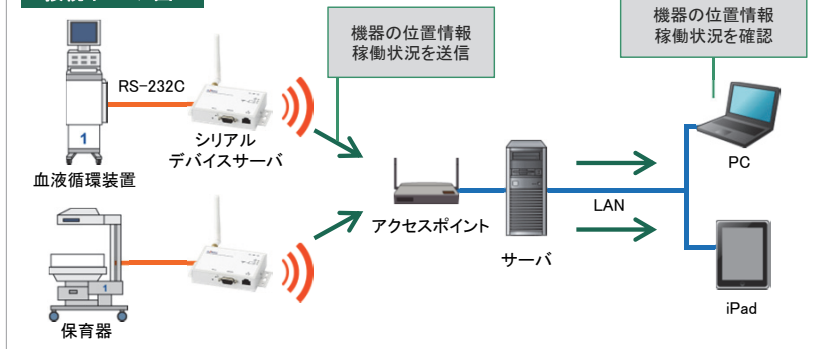 機器の位置情報
稼働状況を送信
機器の位置情報
稼働状況を確認
RS-232C
1
シリアル
デバイスサーバ
血液循環装置
PC
LAN
アクセスポイント
サーバ
1
iPad
保育器